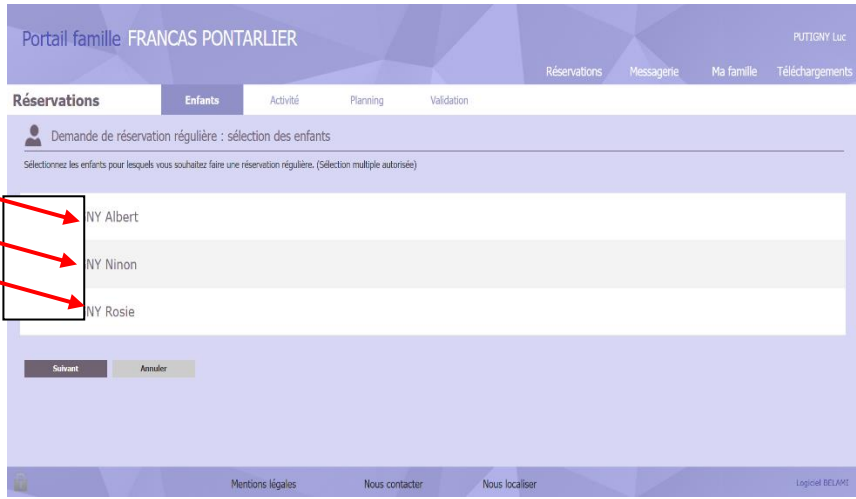 Portail famille FRANCAS PONTARLIER
PUTIGNY Luc
Réservations Messagerie Ma famille Téléchargements
Réservations Enfants Activité Planning Validation
Demande de réservation régulière : sélection des enfants
Sélectionnez les enfants pour lesquels vous souhaitez faire une réservation régulière. (Sélection multiple autorisée)
NY Albert
NY Ninon
NY Rosie
Suivant Annuler
Mentions légales Nous contacter Nous localiser Logiciel BELAMI